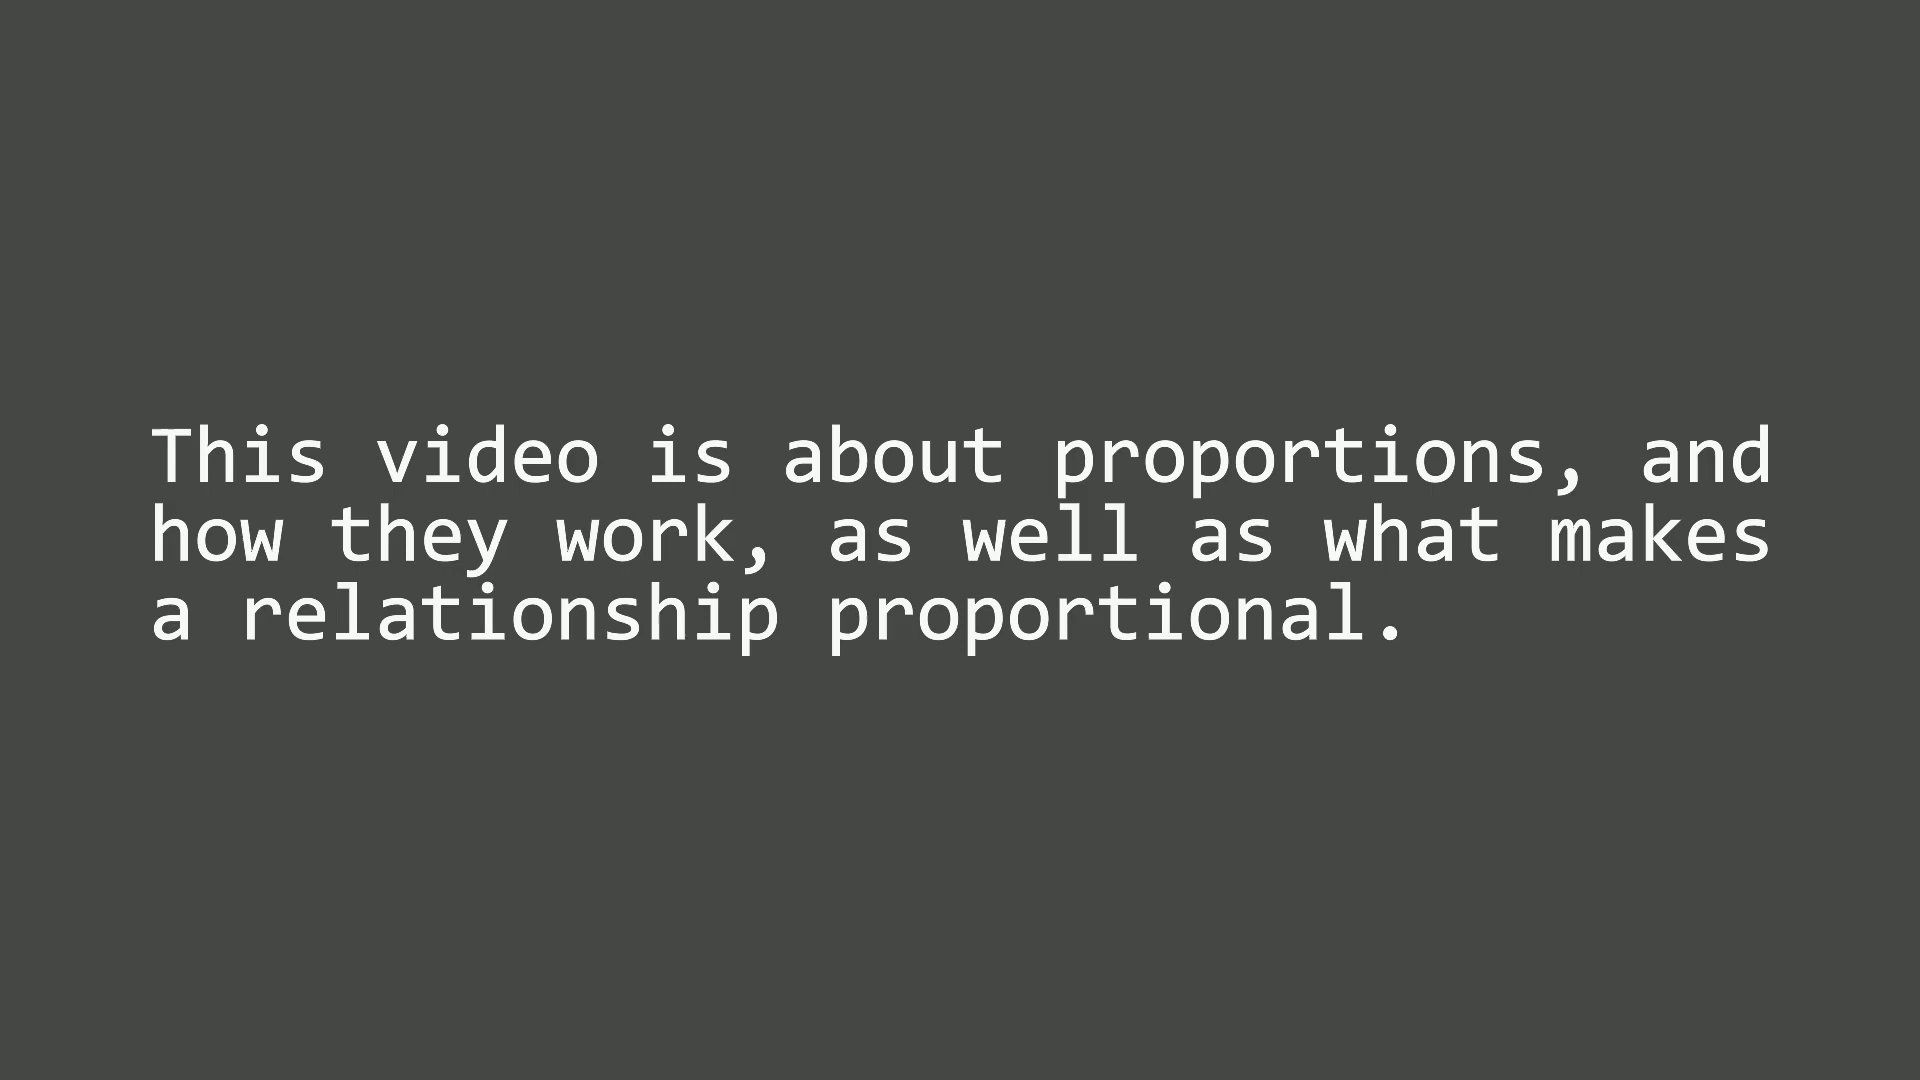 This video is about proportions, and
how they work, as well as what makes
a relationship proportional.